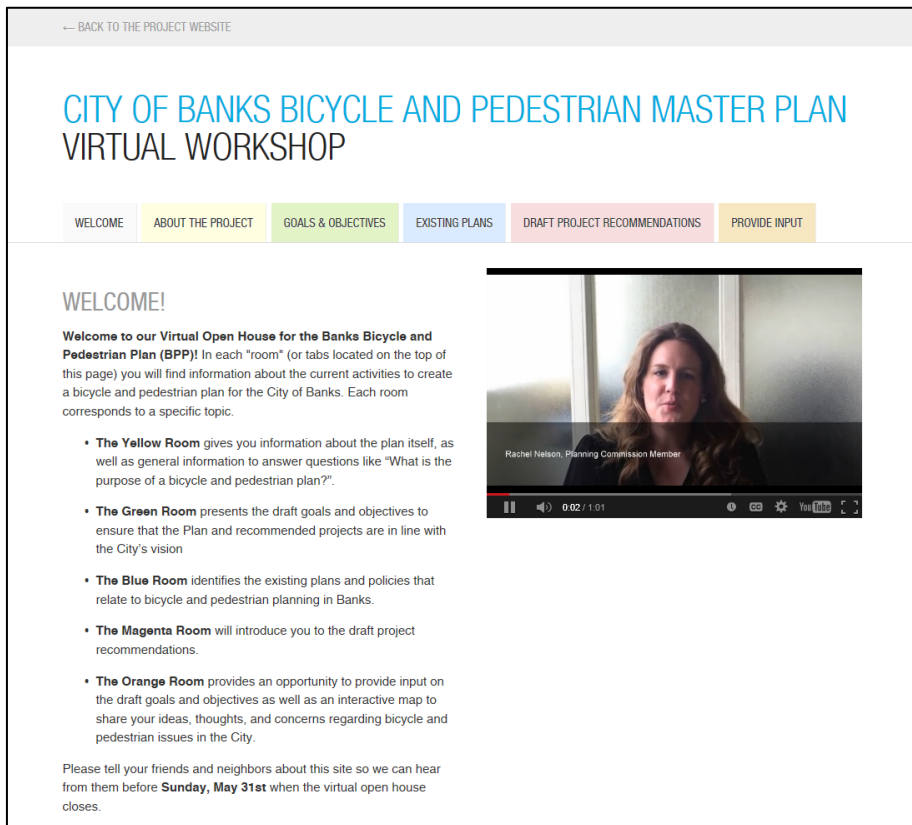 ← BACK TO THE PROJECT WEBSITE
CITY OF BANKS BICYCLE AND PEDESTRIAN MASTER PLAN
VIRTUAL WORKSHOP
WELCOME ABOUT THE PROJECT GOALS & OBJECTIVES EXISTING PLANS DRAFT PROJECT RECOMMENDATIONS PROVIDE INPUT
WELCOME!
Welcome to our Virtual Open House for the Banks Bicycle and
Pedestrian Plan (BPP)! In each "room" (or tabs located on the top of
this page) you will find information about the current activities to create
a bicycle and pedestrian plan for the City of Banks. Each room
corresponds to a specific topic.
• The Yellow Room gives you information about the plan itself, as
well as general information to answer questions like “What is the
purpose of a bicycle and pedestrian plan?”.
• The Green Room presents the draft goals and objectives to
ensure that the Plan and recommended projects are in line with
the City’s vision
• The Blue Room identifies the existing plans and policies that
relate to bicycle and pedestrian planning in Banks.
• The Magenta Room will introduce you to the draft project
recommendations.
• The Orange Room provides an opportunity to provide input on
the draft goals and objectives as well as an interactive map to
share your ideas, thoughts, and concerns regarding bicycle and
pedestrian issues in the City.
Please tell your friends and neighbors about this site so we can hear
from them before Sunday, May 31st when the virtual open house
closes.
Rachel Nelson, Planning Commission Member
0:02 / 1:01 CC YouTube